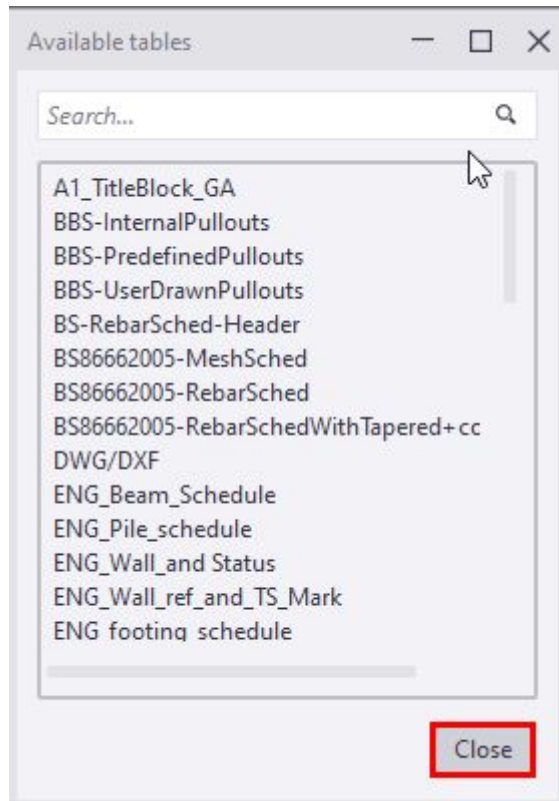 Available tables
Search...
A1_TitleBlock_GA
BBS-InternalPullouts
BBS-PredefinedPullouts
BBS-UserDrawnPullouts
BS-RebarSched-Header
BS86662005-MeshSched
BS86662005-RebarSched
BS86662005-RebarSchedWithTapered+cc
DWG/DXF
ENG_Beam_Schedule
ENG_Pile_schedule
ENG_Wall_and Status
ENG_Wall_ref_and_TS_Mark
ENG_footing_schedule
Close